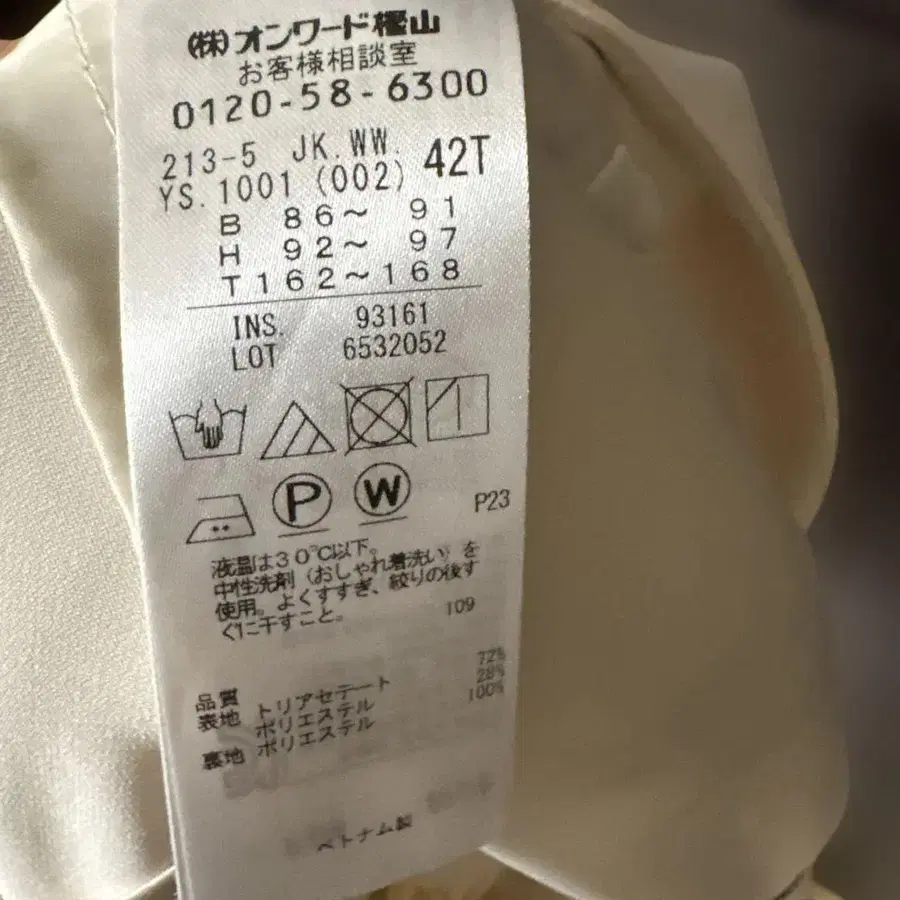 (株)オンワード樫山
お客様相談室
0120-58-6300
213-5 JK.WW. 42T
YS.1001 (002)
B 86～ 91
H 92～ 97
T162～168
INS. 93161
LOT 6532052
P W P23
液温は30℃以下。
中性洗剤（おしゃれ着洗い）を
使用。よくすすぎ、絞りの後す
ぐに干すこと。 109
品質
表地 トリアセテート 72%
ポリエステル 28%
裏地 ポリエステル 100%
ベトナム製